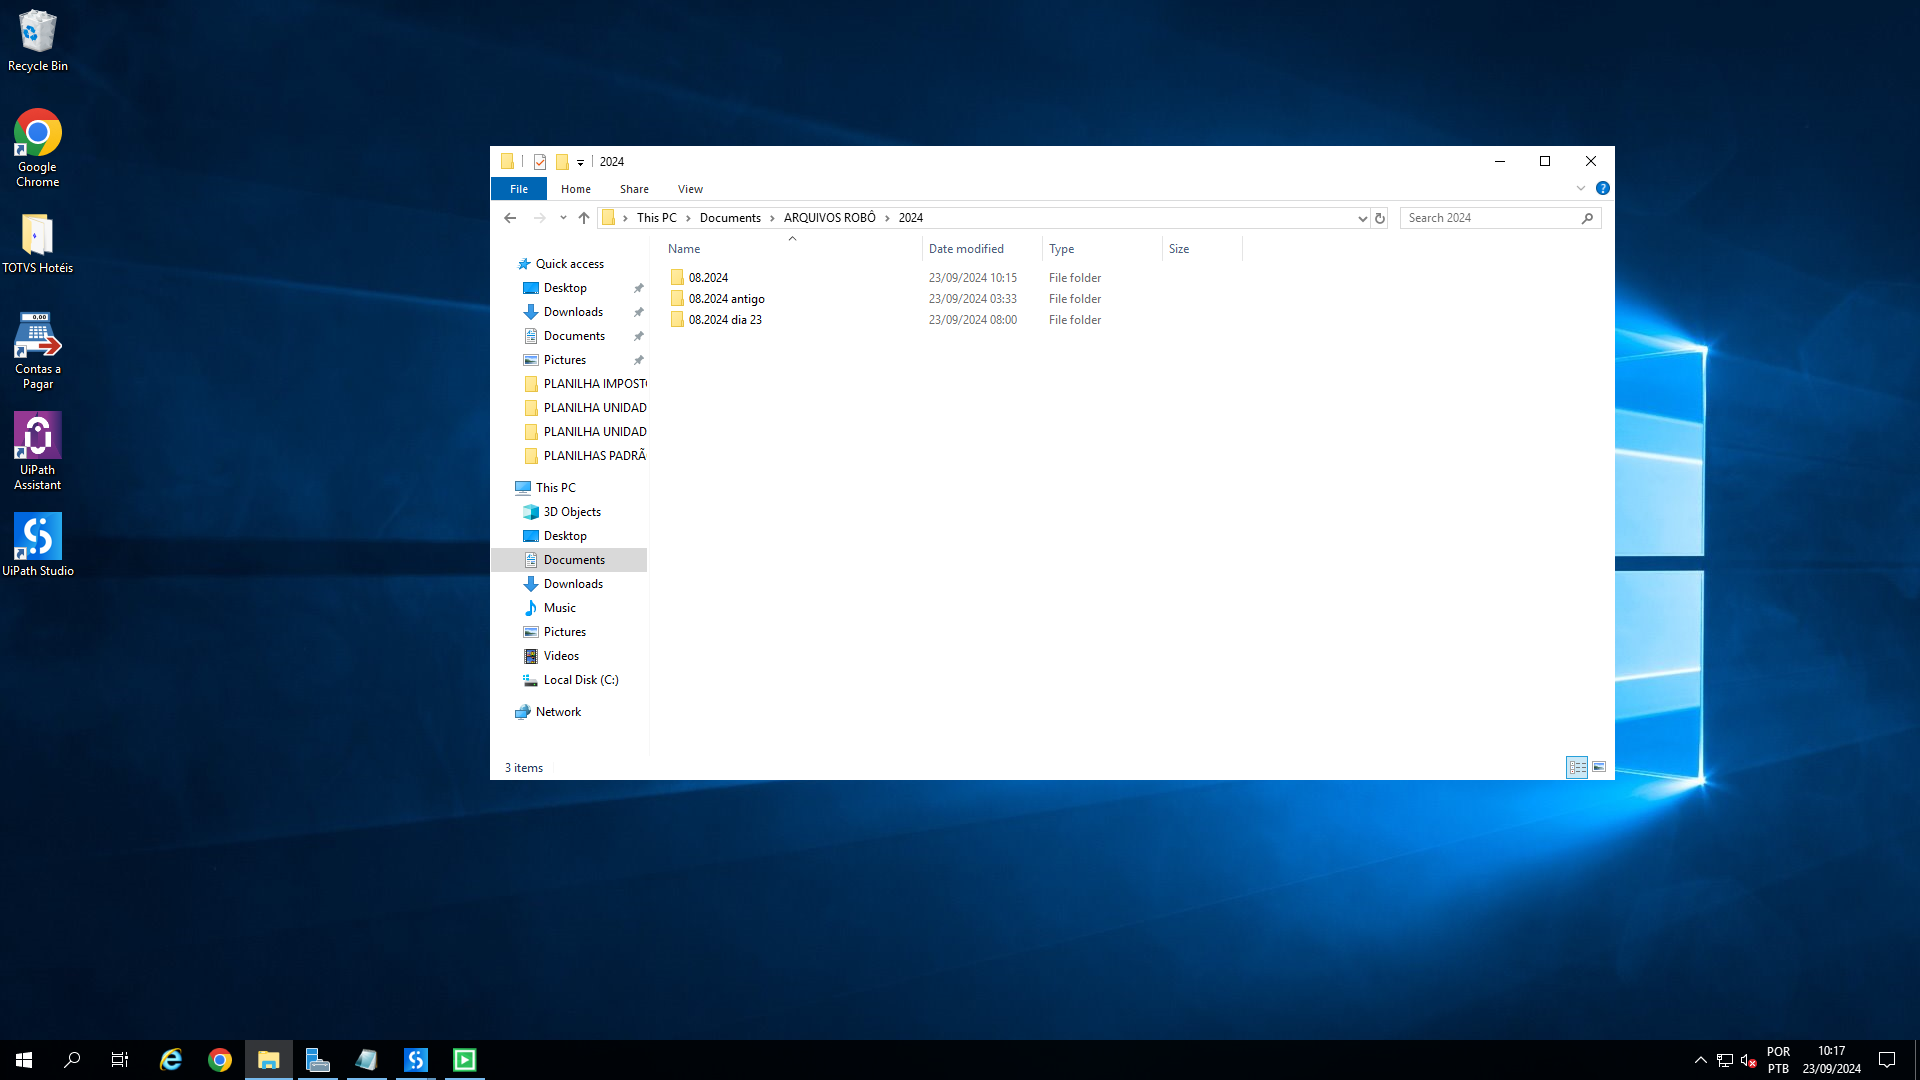 Recycle Bin
Google
Chrome
TOTVS Hotéis
0,00
Contas a
Pagar
UiPath
Assistant
UiPath Studio
2024
File
Home
Share
View
This PC
Documents
ARQUIVOS ROBÔ
2024
Search 2024
Name
Date modified
Type
Size
08.2024
23/09/2024 10:15
File folder
08.2024 antigo
23/09/2024 03:33
File folder
08.2024 dia 23
23/09/2024 08:00
File folder
Quick access
Desktop
Downloads
Documents
Pictures
PLANILHA IMPOST
PLANILHA UNIDAD
PLANILHA UNIDAD
PLANILHAS PADRÃ
This PC
3D Objects
Desktop
Documents
Downloads
Music
Pictures
Videos
Local Disk (C:)
Network
3 items
POR
PTB
10:17
23/09/2024